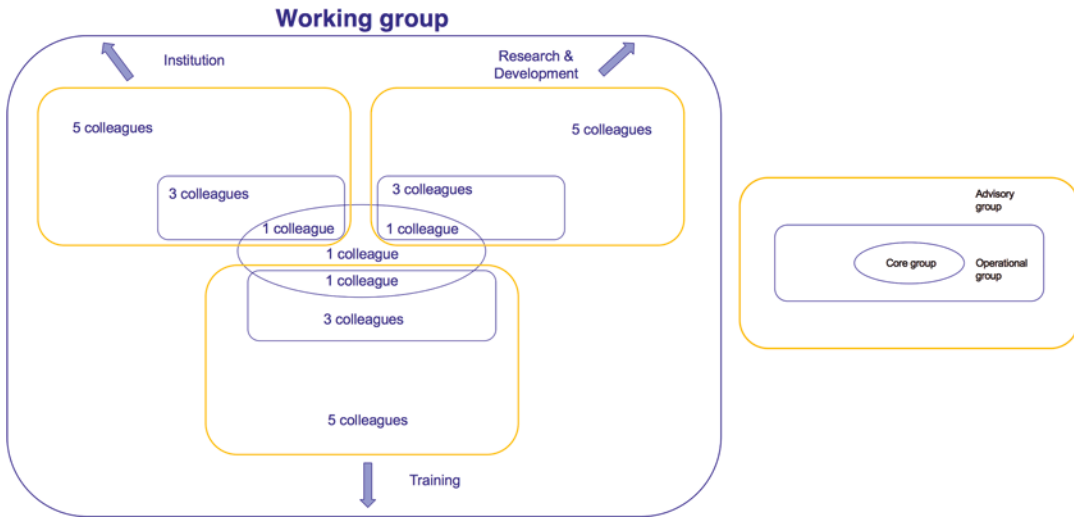 Working group
Institution
Research &
Development
5 colleagues
5 colleagues
3 colleagues
3 colleagues
1 colleague
1 colleague
1 colleague
1 colleague
3 colleagues
5 colleagues
Training
Advisory
group
Core group
Operational
group